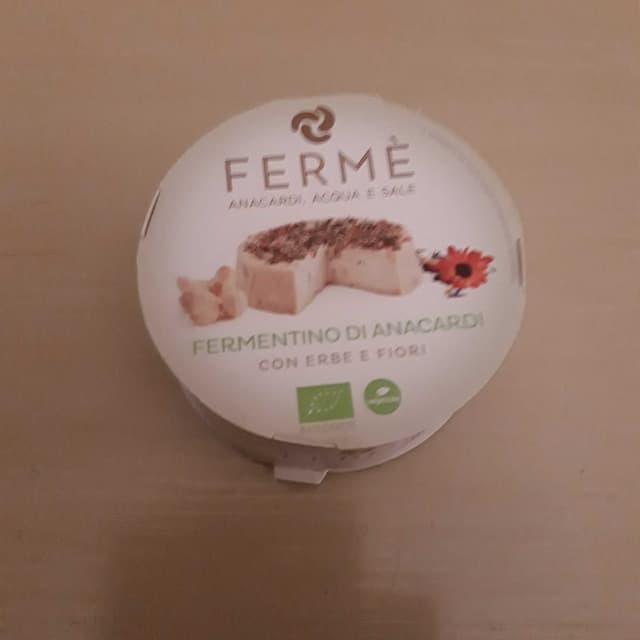 FERMÈ
ANACARDI, ACQUA E SALE
FERMENTINO DI ANACARDI
CON ERBE E FIORI